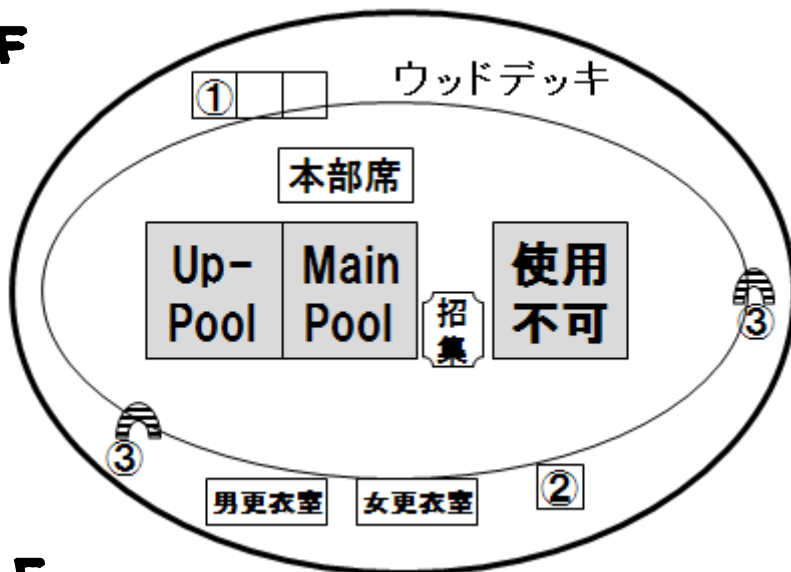 F
ウッドデッキ
①
本部席
Up-
Pool
Main
Pool
招
集
使用
不可
③
③
男更衣室
女更衣室
②
F